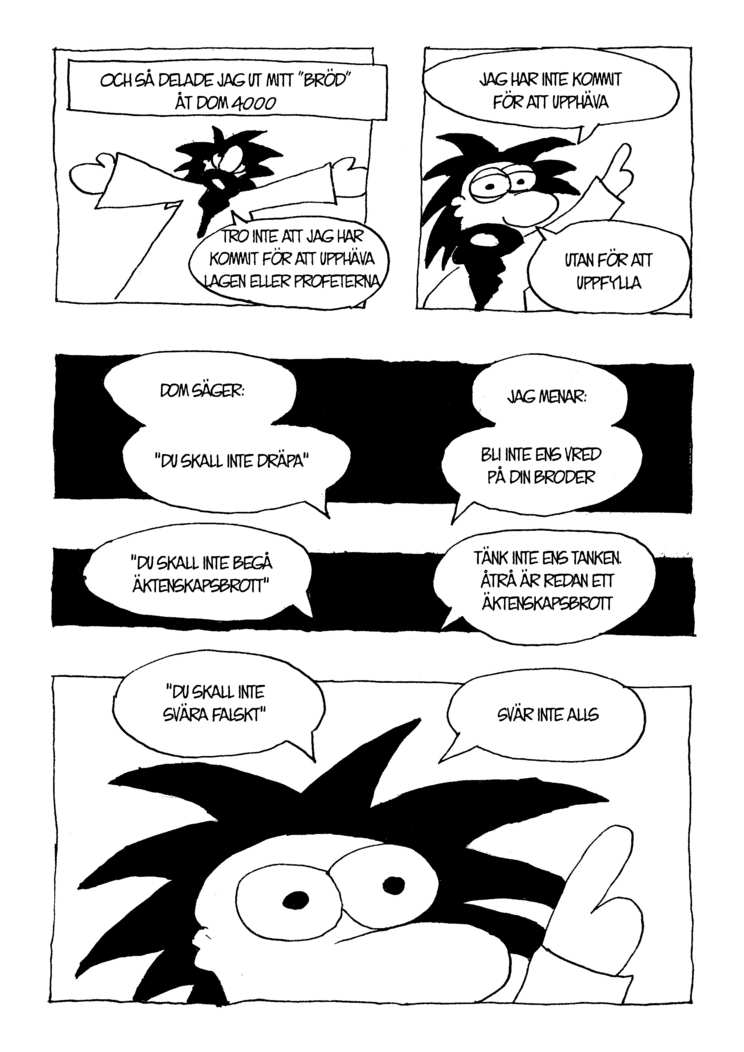 OCH SÅ DELADE JAG UT MITT "BRÖD"
ÅT DOM 4000
TRO INTE ATT JAG HAR
KOMMIT FÖR ATT UPPHÄVA
LAGEN ELLER PROFETERNA
JAG HAR INTE KOMMIT
FÖR ATT UPPHÄVA
UTAN FÖR ATT
UPPFYLLA
DOM SÄGER:
"DU SKALL INTE DRÄPA"
JAG MENAR:
BLI INTE ENS VRED
PÅ DIN BRODER
"DU SKALL INTE BEGÅ
ÄKTENSKAPSBROTT"
TÄNK INTE ENS TANKEN.
ÅTRÅ ÄR REDAN ETT
ÄKTENSKAPSBROTT
"DU SKALL INTE
SVÄRA FALSKT"
SVÄR INTE ALLS